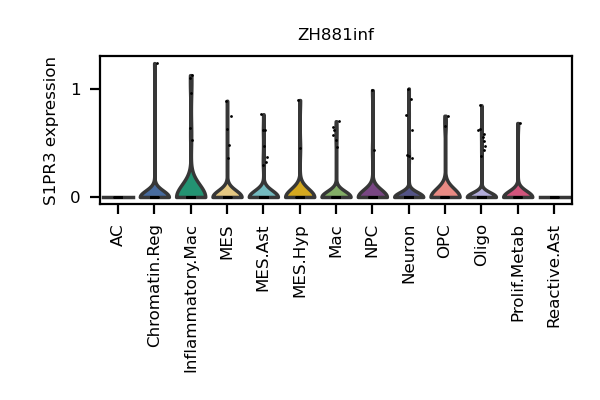 ZH881inf
S1PR3 expression
1
0
AC
Chromatin.Reg
Inflammatory.Mac
MES
MES.Ast
MES.Hyp
Mac
NPC
Neuron
OPC
Oligo
Prolif.Metab
Reactive.Ast